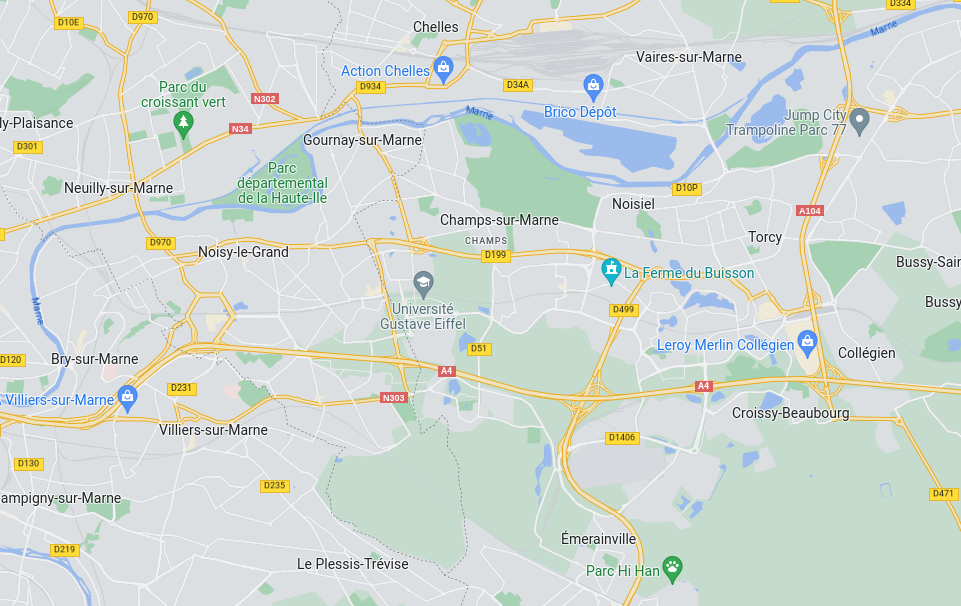 D10E
D970
Chelles
D334
Marne
Vaires-sur-Marne
Action Chelles
D934
D34A
Parc du
croissant vert
N302
Brico Dépôt
Marne
Jump City
Trampoline Parc 77
ly-Plaisance
N34
Gournay-sur-Marne
D301
Parc
départemental
de la Haute-Ile
Neuilly-sur-Marne
D10P
Noisiel
A104
Champs-sur-Marne
CHAMPS
Torcy
D970
Noisy-le-Grand
D199
Bussy-Sain
La Ferme du Buisson
Marne
Université
Gustave Eiffel
D499
Bussy
D51
Leroy Merlin Collégien
Collégien
D120
Bry-sur-Marne
A4
A4
D231
Villiers-sur-Marne
N303
Croissy-Beaubourg
Villiers-sur-Marne
D1406
D130
D235
ampigny-sur-Marne
D471
D219
Émerainville
Le Plessis-Trévise
Parc Hi Han